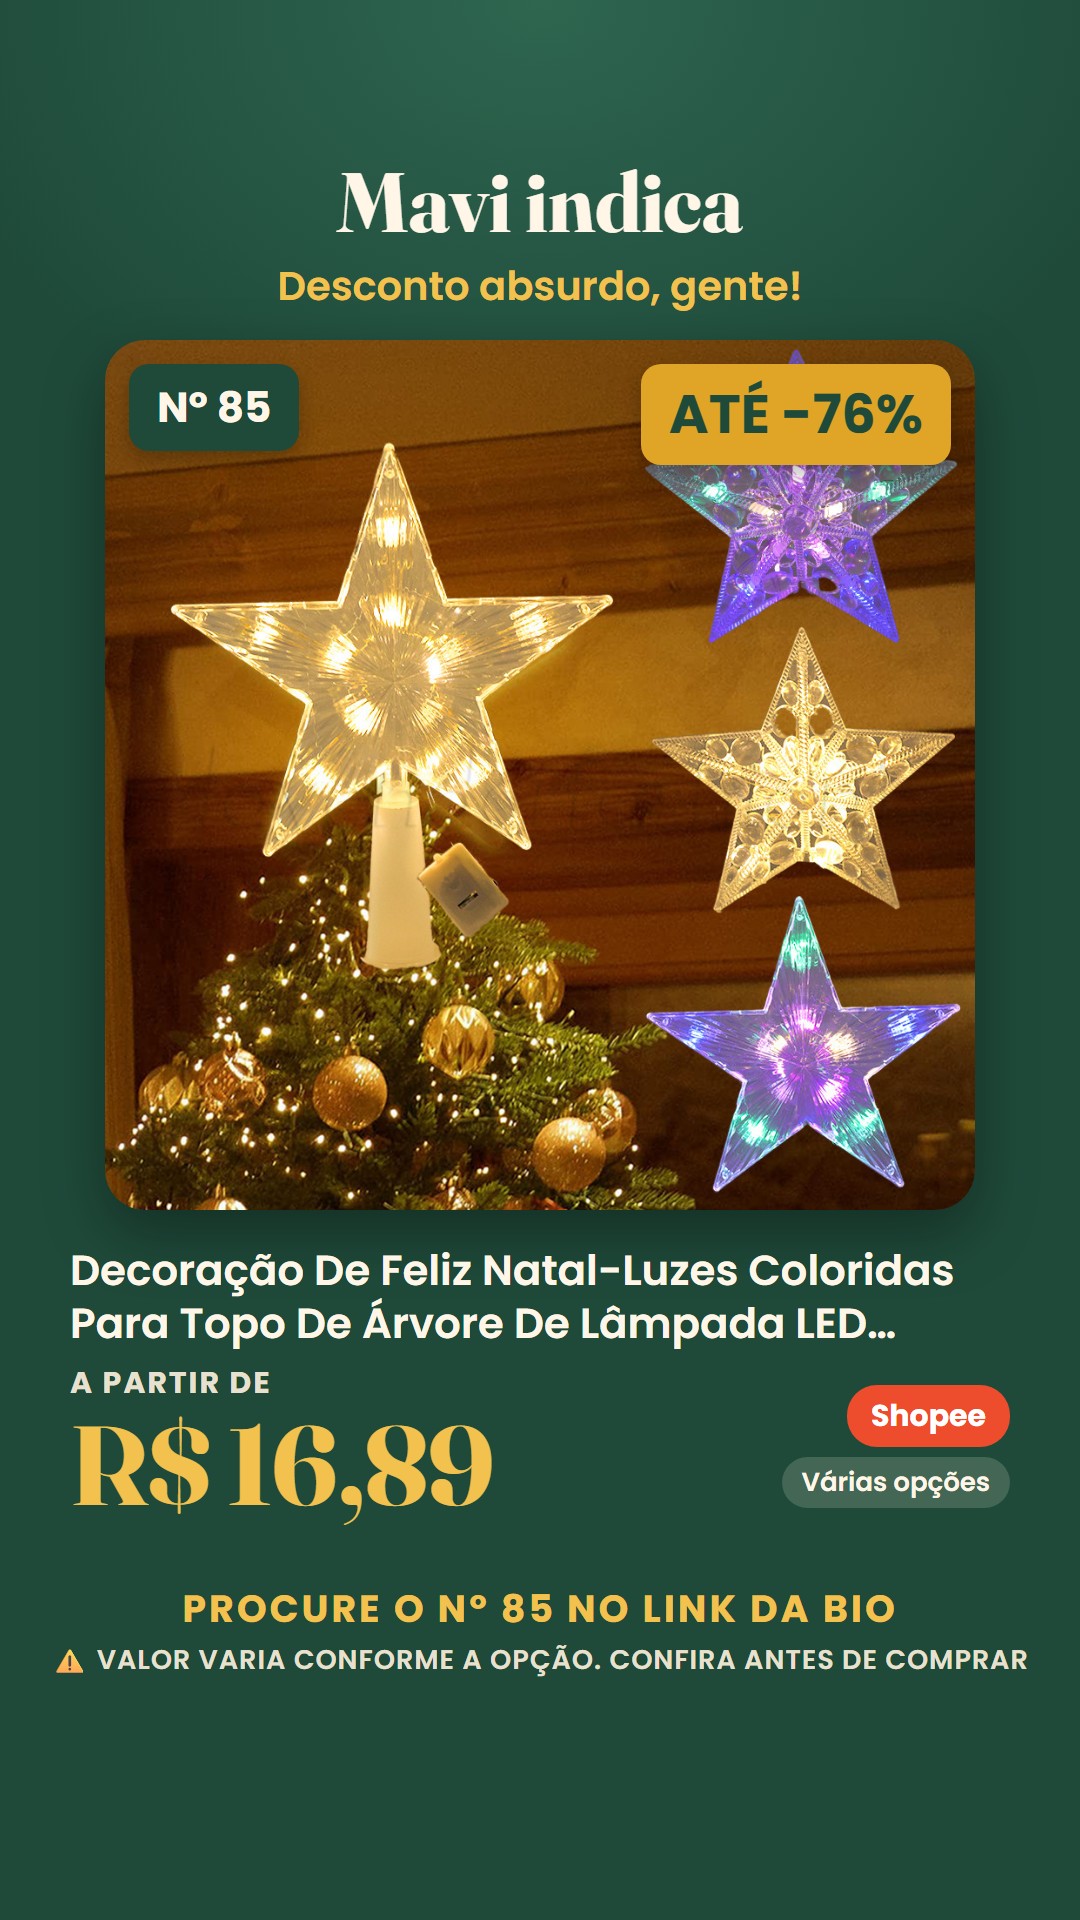 Mavi indica
Desconto absurdo, gente!
Nº 85
ATÉ -76%
Decoração De Feliz Natal-Luzes Coloridas
Para Topo De Árvore De Lâmpada LED...
A PARTIR DE
R$ 16,89
Shopee
Várias opções
PROCURE O Nº 85 NO LINK DA BIO
⚠ VALOR VARIA CONFORME A OPÇÃO. CONFIRA ANTES DE COMPRAR